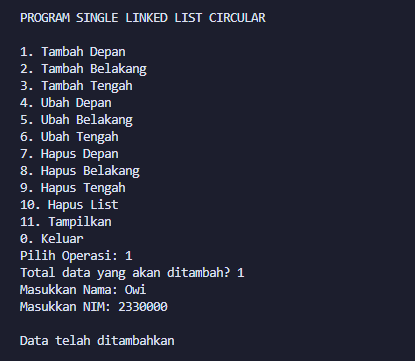 PROGRAM SINGLE LINKED LIST CIRCULAR
1. Tambah Depan
2. Tambah Belakang
3. Tambah Tengah
4. Ubah Depan
5. Ubah Belakang
6. Ubah Tengah
7. Hapus Depan
8. Hapus Belakang
9. Hapus Tengah
10. Hapus List
11. Tampilkan
0. Keluar
Pilih Operasi: 1
Total data yang akan ditambah? 1
Masukkan Nama: Owi
Masukkan NIM: 2330000
Data telah ditambahkan